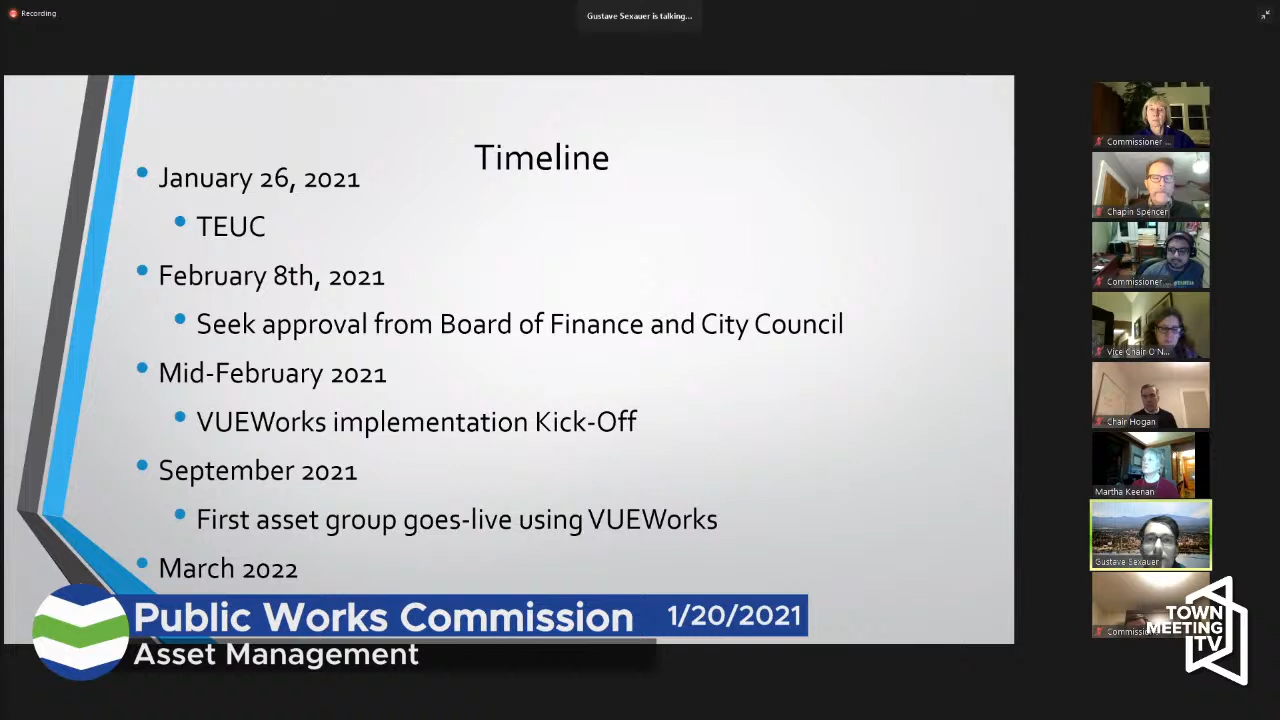 Recording
Gustave Sexauer is talking...
Timeline
January 26, 2021
TEUC
February 8th, 2021
Seek approval from Board of Finance and City Council
Mid-February 2021
VUEWorks implementation Kick-Off
September 2021
First asset group goes-live using VUEWorks
March 2022
Public Works Commission
1/20/2021
Asset Management
Commissioner ...
Chapin Spencer
Commissioner ...
Vice Chair O'N...
Chair Hogan
Martha Keenan
Gustave Sexauer
TOWN
MEETING
TV